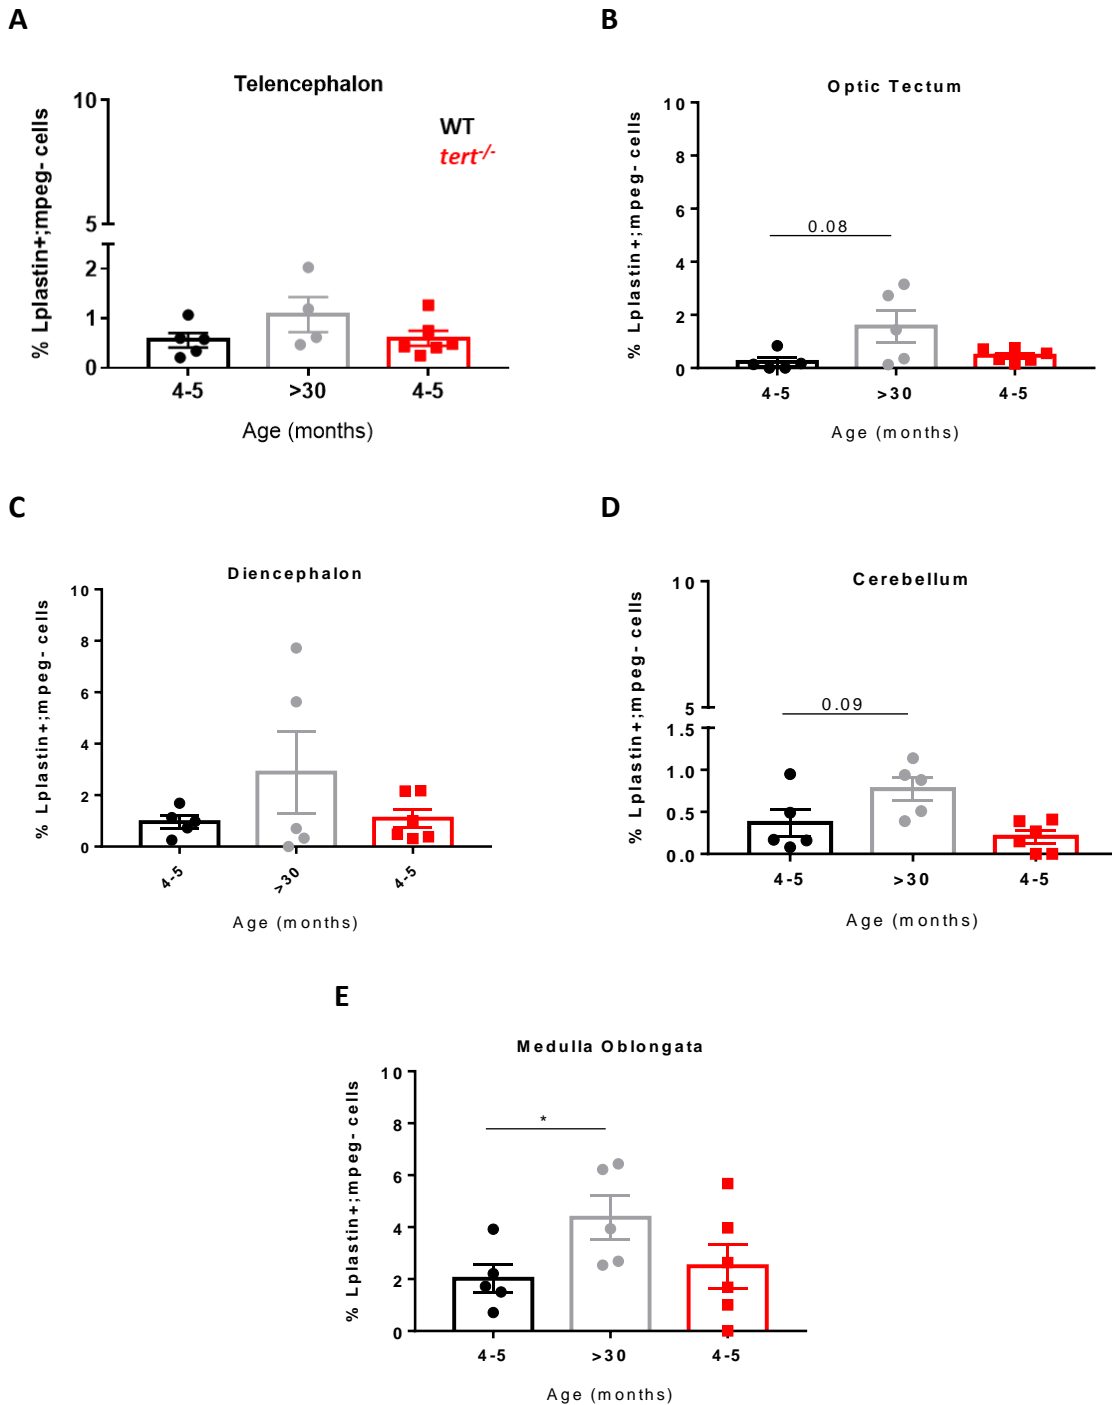 A
Telencephalon
WT
tert-/-
% Lplastin+;mpeg- cells
10
5
2
1
0
4-5
>30
4-5
Age (months)
B
Optic Tectum
% Lplastin+;mpeg- cells
10
8
6
4
2
0
0.08
4-5
>30
4-5
Age (months)
C
Diencephalon
% Lplastin+;mpeg- cells
10
8
6
4
2
0
4-5
>30
4-5
Age (months)
D
Cerebellum
% Lplastin+;mpeg- cells
10
5
1.5
1.0
0.5
0.0
0.09
4-5
>30
4-5
Age (months)
E
Medulla Oblongata
% Lplastin+;mpeg- cells
10
8
6
4
2
0
*
4-5
>30
4-5
Age (months)